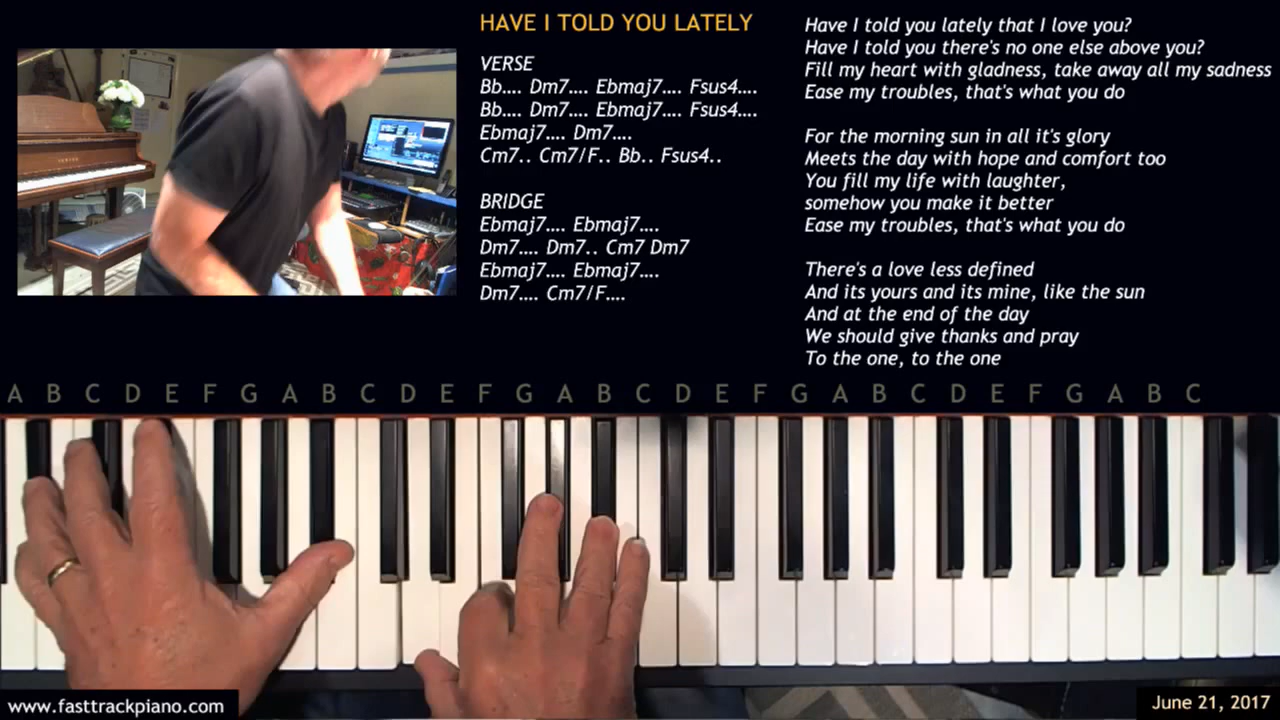 HAVE I TOLD YOU LATELY
VERSE
Bb.... Dm7.... Ebmaj7.... Fsus4....
Bb.... Dm7.... Ebmaj7.... Fsus4....
Ebmaj7.... Dm7....
Cm7.. Cm7/F.. Bb.. Fsus4..
BRIDGE
Ebmaj7.... Ebmaj7....
Dm7.... Dm7.. Cm7 Dm7
Ebmaj7.... Ebmaj7....
Dm7.... Cm7/F....
Have I told you lately that I love you?
Have I told you there's no one else above you?
Fill my heart with gladness, take away all my sadness
Ease my troubles, that's what you do
For the morning sun in all it's glory
Meets the day with hope and comfort too
You fill my life with laughter,
somehow you make it better
Ease my troubles, that's what you do
There's a love less defined
And its yours and its mine, like the sun
And at the end of the day
We should give thanks and pray
To the one, to the one
A B C D E F G A B C D E F G A B C D E F G A B C D E F G A B C
www.fasttrackpiano.com
June 21, 2017